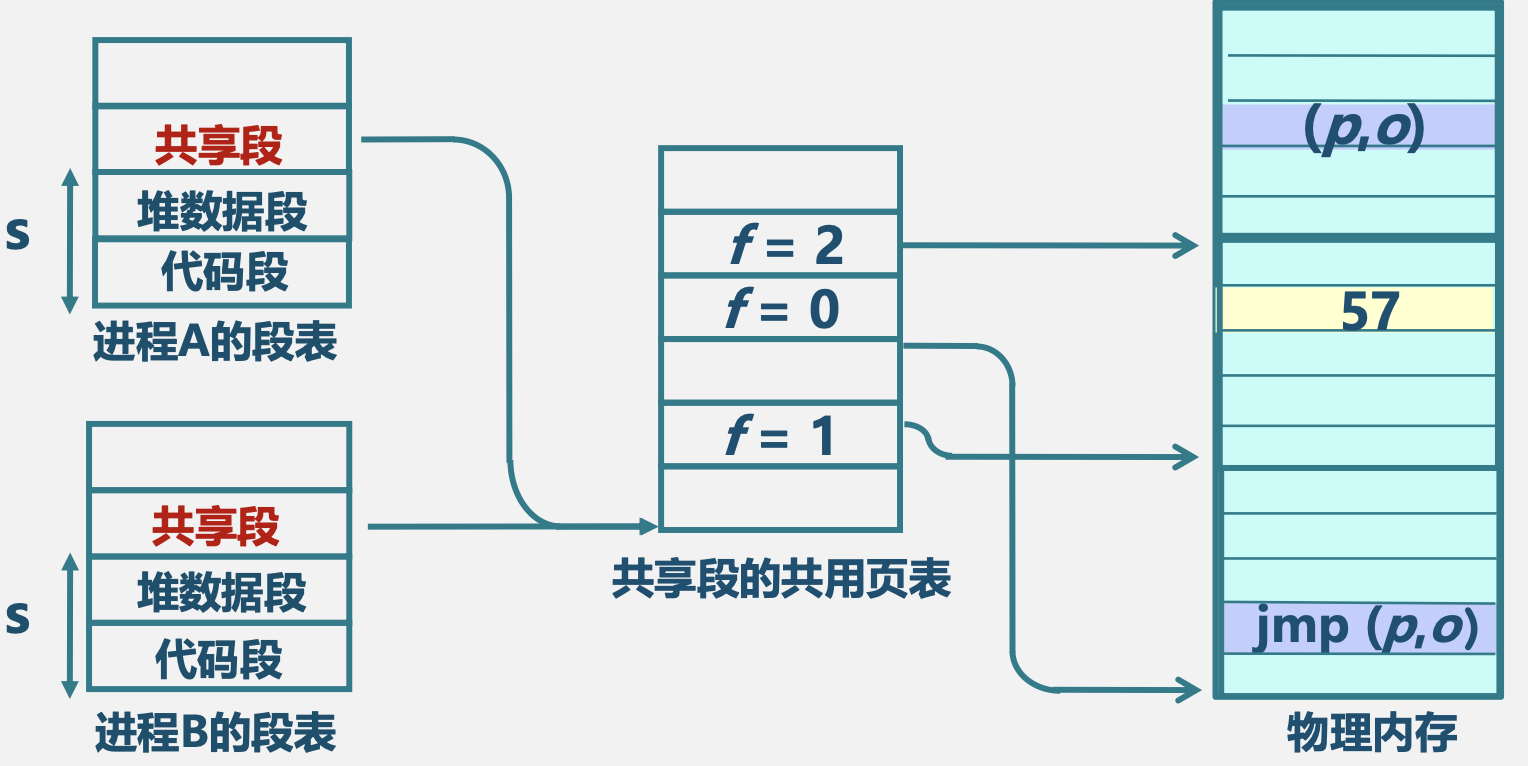 共享段
堆数据段
代码段
S
进程A的段表
共享段
堆数据段
代码段
S
进程B的段表
f = 2
f = 0
f = 1
共享段的共用页表
(p,o)
57
jmp (p,o)
物理内存